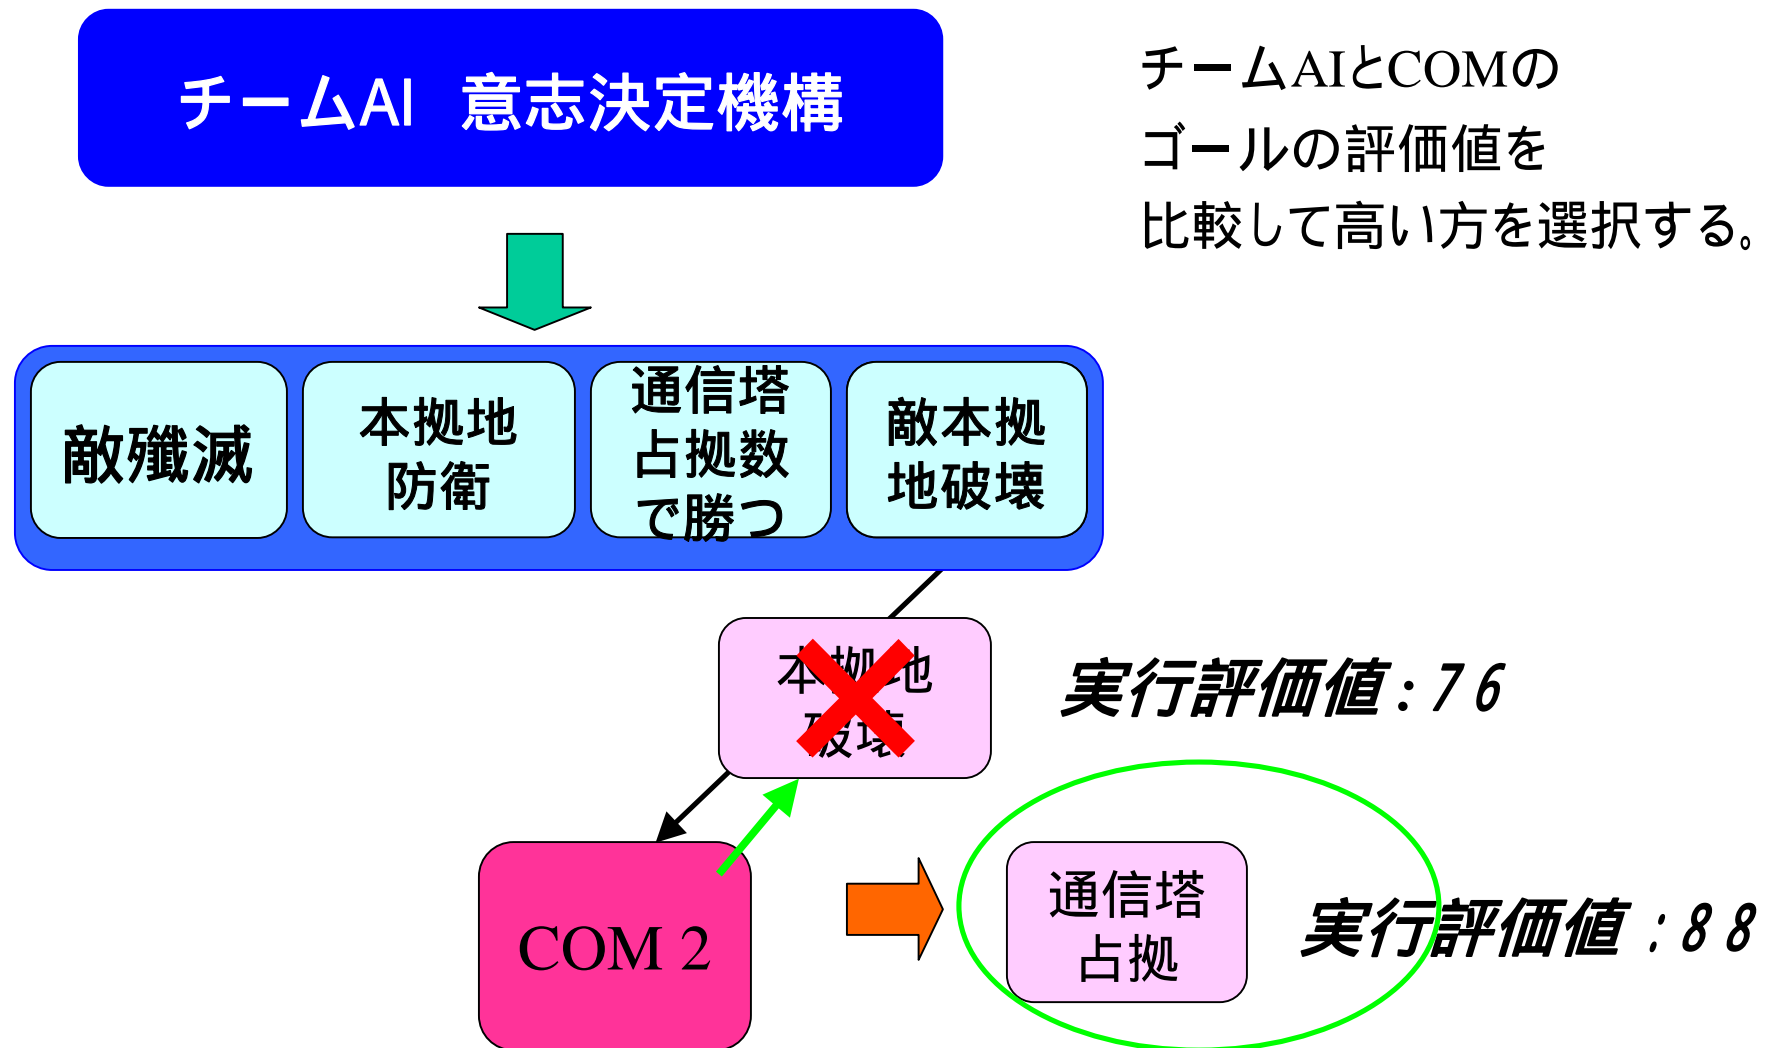 チームAI　意志決定機構
チームAIとCOMの
ゴールの評価値を
比較して高い方を選択する。
敵殲滅
本拠地
防衛
通信塔
占拠数
で勝つ
敵本拠
地破壊
本拠地
破壊
実行評価値：７６
COM 2
通信塔
占拠
実行評価値：８８